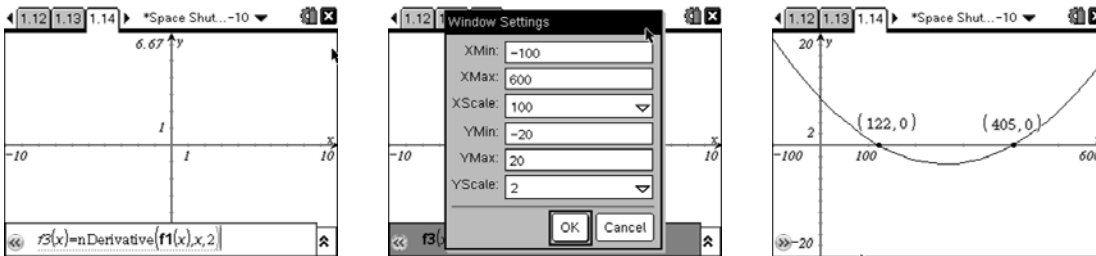 1.12 1.13 1.14 *Space Shut...-10
6.67 y
1
x
-10 1 10
f3(x)=nDerivative(f1(x),x,2)
1.12 1
Window Settings
XMin: -100
XMax: 600
XScale: 100
YMin: -20
YMax: 20
YScale: 2
-10
x
10
f3(
OK Cancel
1.12 1.13 1.14 *Space Shut...-10
20 y
(122,0) (405,0)
2
x
-100 100 600
-20